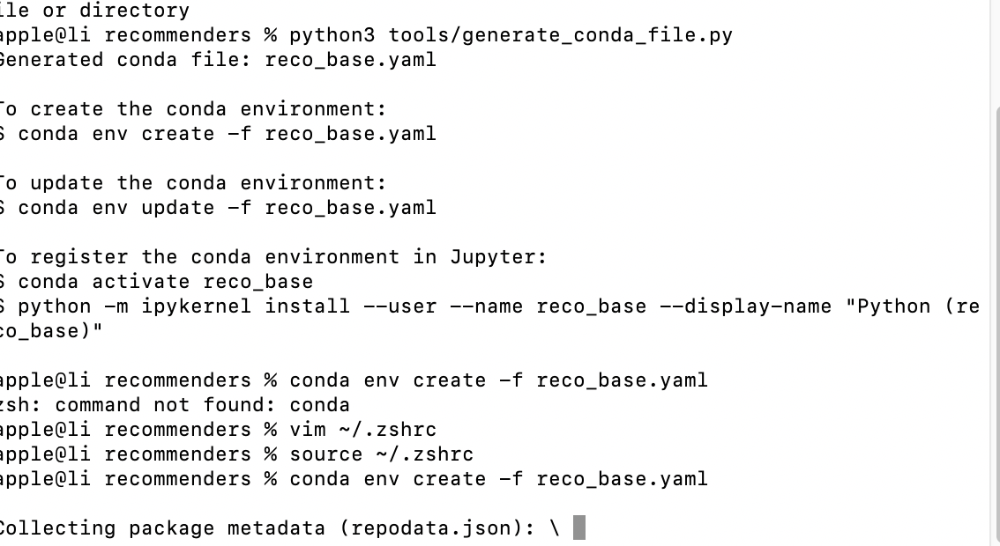 ile or directory
apple@li recommenders % python3 tools/generate_conda_file.py
Generated conda file: reco_base.yaml
To create the conda environment:
$ conda env create -f reco_base.yaml
To update the conda environment:
$ conda env update -f reco_base.yaml
To register the conda environment in Jupyter:
$ conda activate reco_base
$ python -m ipykernel install --user --name reco_base --display-name "Python (re
co_base)"
apple@li recommenders % conda env create -f reco_base.yaml
zsh: command not found: conda
apple@li recommenders % vim ~/.zshrc
apple@li recommenders % source ~/.zshrc
apple@li recommenders % conda env create -f reco_base.yaml
Collecting package metadata (repodata.json): \